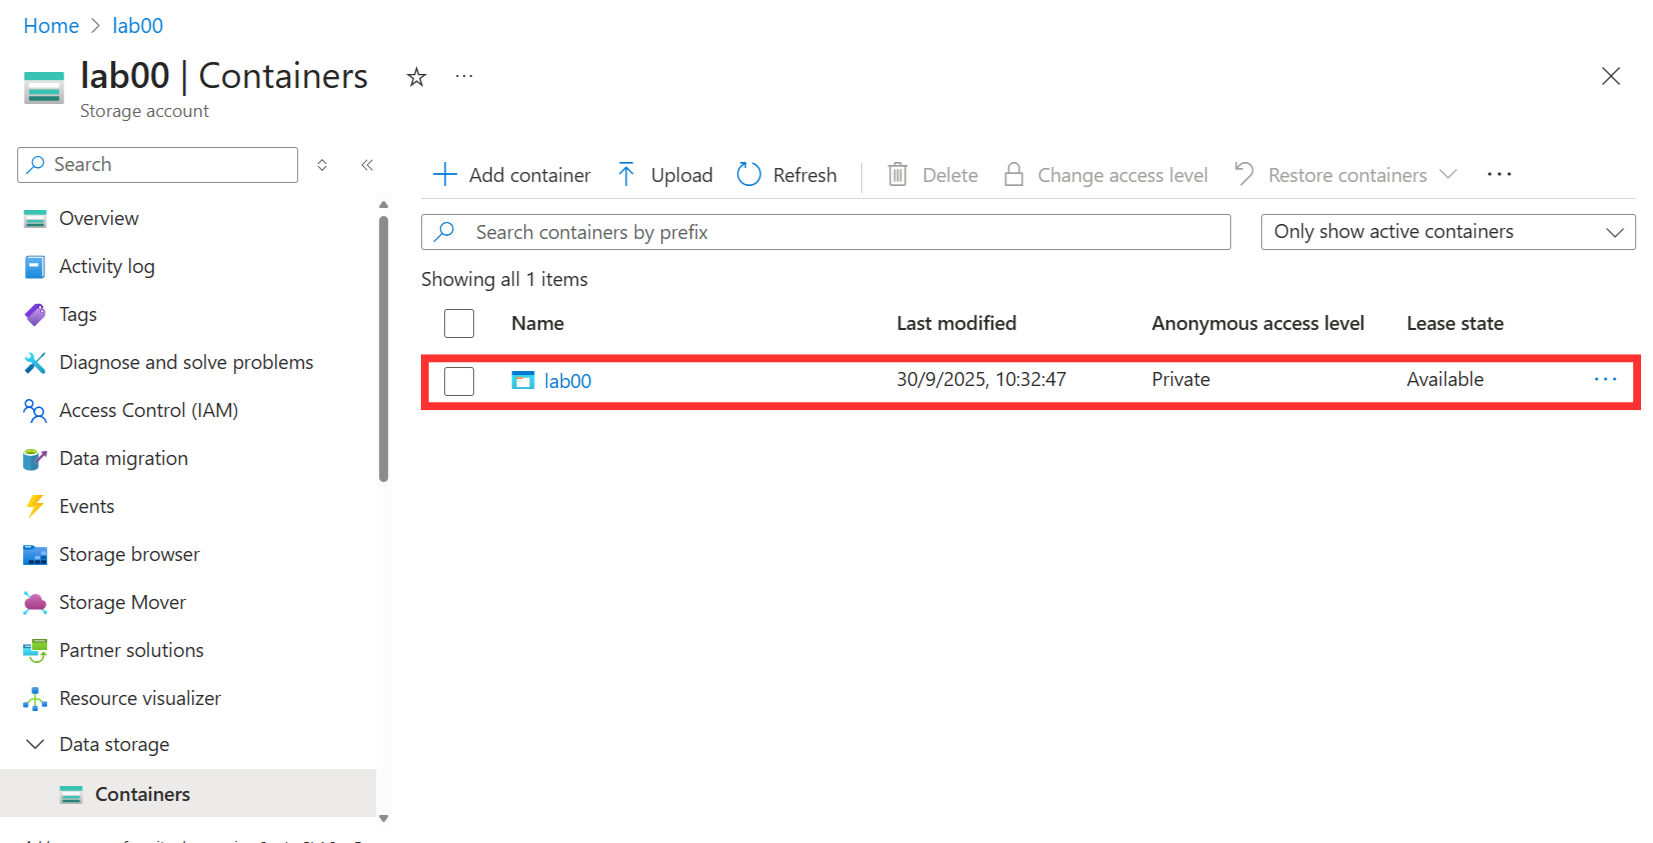 Home > lab00
lab00 | Containers
Storage account
Search
Add container Upload Refresh Delete Change access level Restore containers
Search containers by prefix Only show active containers
Showing all 1 items
Name Last modified Anonymous access level Lease state
lab00 30/9/2025, 10:32:47 Private Available
Overview
Activity log
Tags
Diagnose and solve problems
Access Control (IAM)
Data migration
Events
Storage browser
Storage Mover
Partner solutions
Resource visualizer
Data storage
Containers